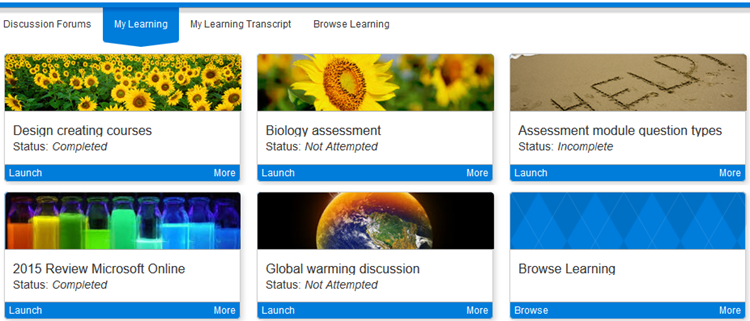 Discussion Forums My Learning My Learning Transcript Browse Learning
HELP
Design creating courses
Status: Completed
Launch More
Biology assessment
Status: Not Attempted
Launch More
Assessment module question types
Status: Incomplete
Launch More
2015 Review Microsoft Online
Status: Completed
Launch More
Global warming discussion
Status: Not Attempted
Launch More
Browse Learning
Browse More